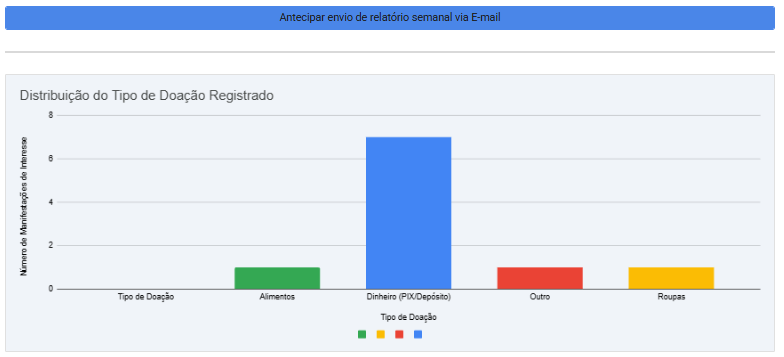 Antecipar envio de relatório semanal via E-mail
Distribuição do Tipo de Doação Registrado
Número de Manifestações de Interesse
8
6
4
2
0
Tipo de Doação
Alimentos
Dinheiro (PIX/Depósito)
Outro
Roupas
Tipo de Doação